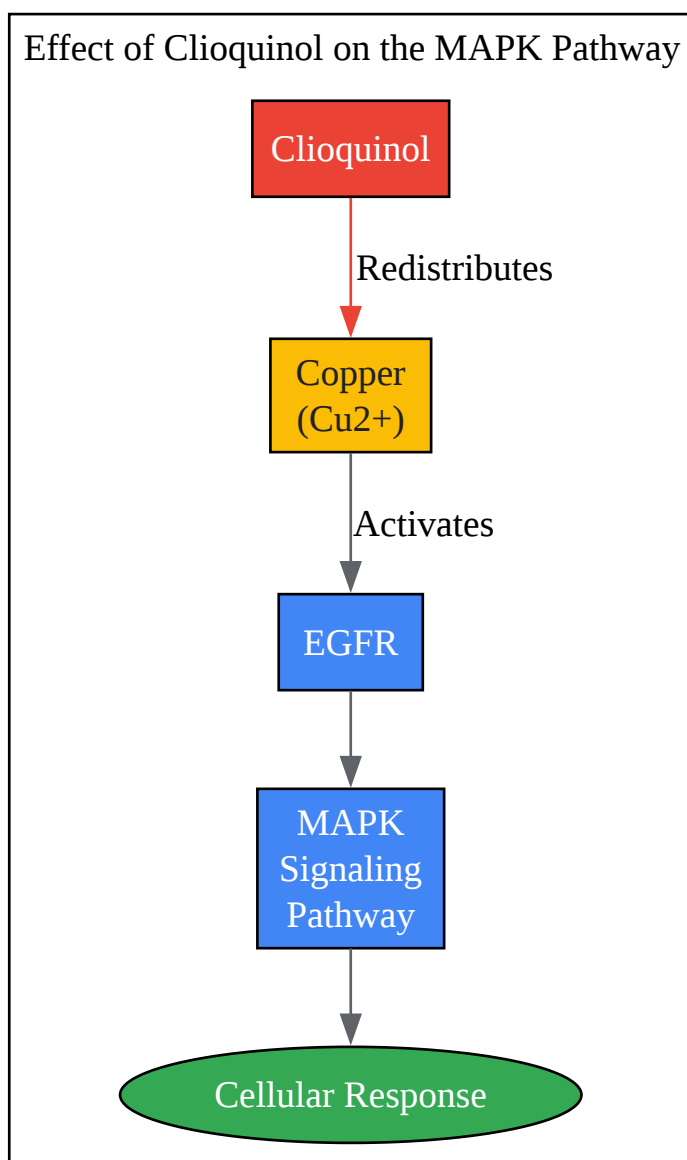 Effect of Clioquinol on the MAPK Pathway
Clioquinol
Redistributes
Copper
(Cu2+)
Activates
EGFR
MAPK
Signaling
Pathway
Cellular Response